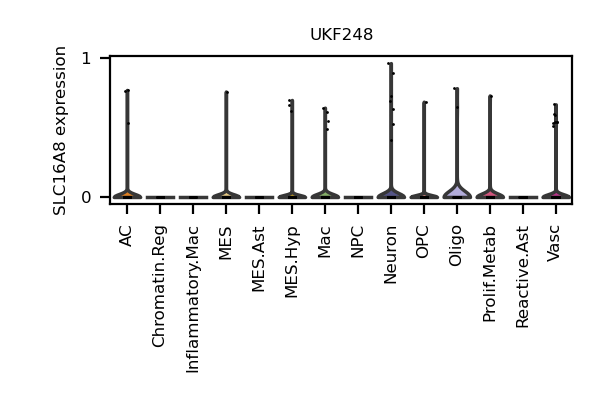 UKF248
SLC16A8 expression
1
0
AC
Chromatin.Reg
Inflammatory.Mac
MES
MES.Ast
MES.Hyp
Mac
NPC
Neuron
OPC
Oligo
Prolif.Metab
Reactive.Ast
Vasc